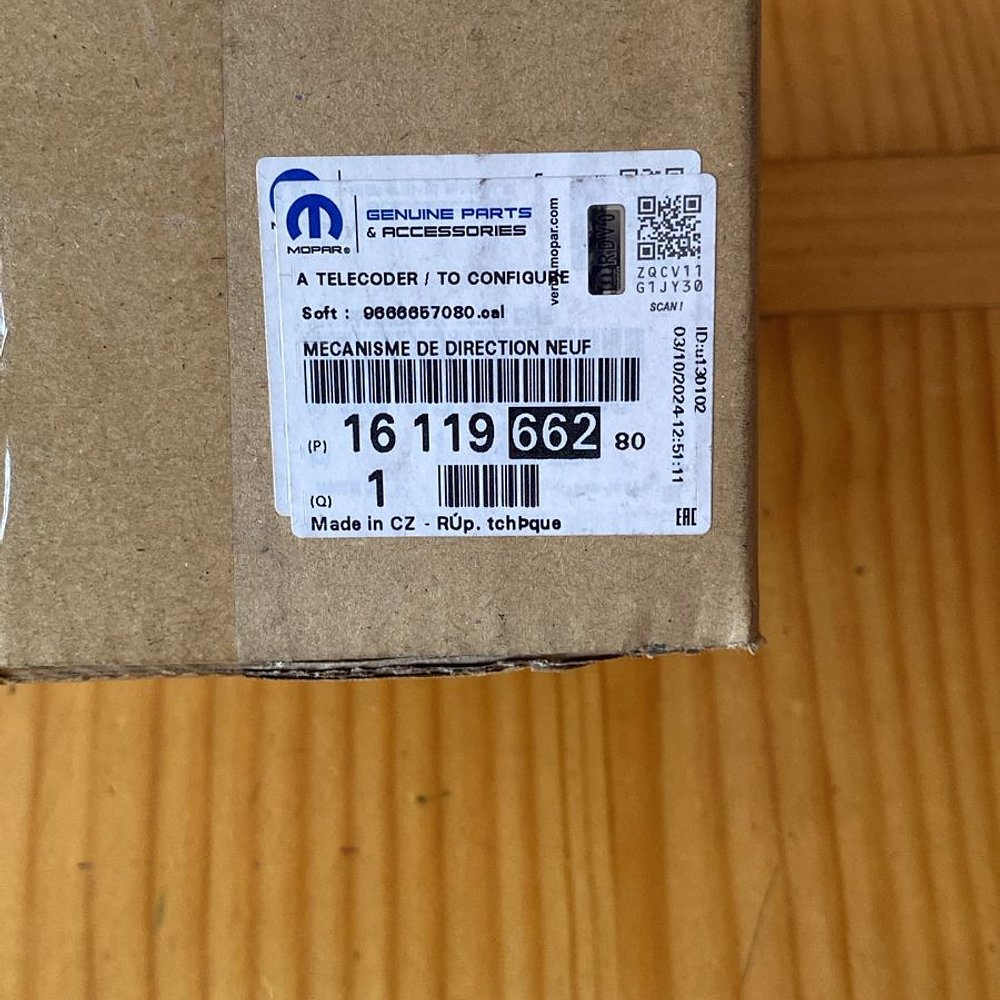 MOPAR®
GENUINE PARTS
& ACCESSORIES
A TELECODER / TO CONFIGURE
Soft : 9666657080.cal
MECANISME DE DIRECTION NEUF
(P) 16 119 662 80
(Q) 1
Made in CZ - RÚp. tchÞque
mopar.com
RDV0
ZQCV11
G1JY30
SCAN !
ID:u130102
03/10/2024-12:51:11
EAC